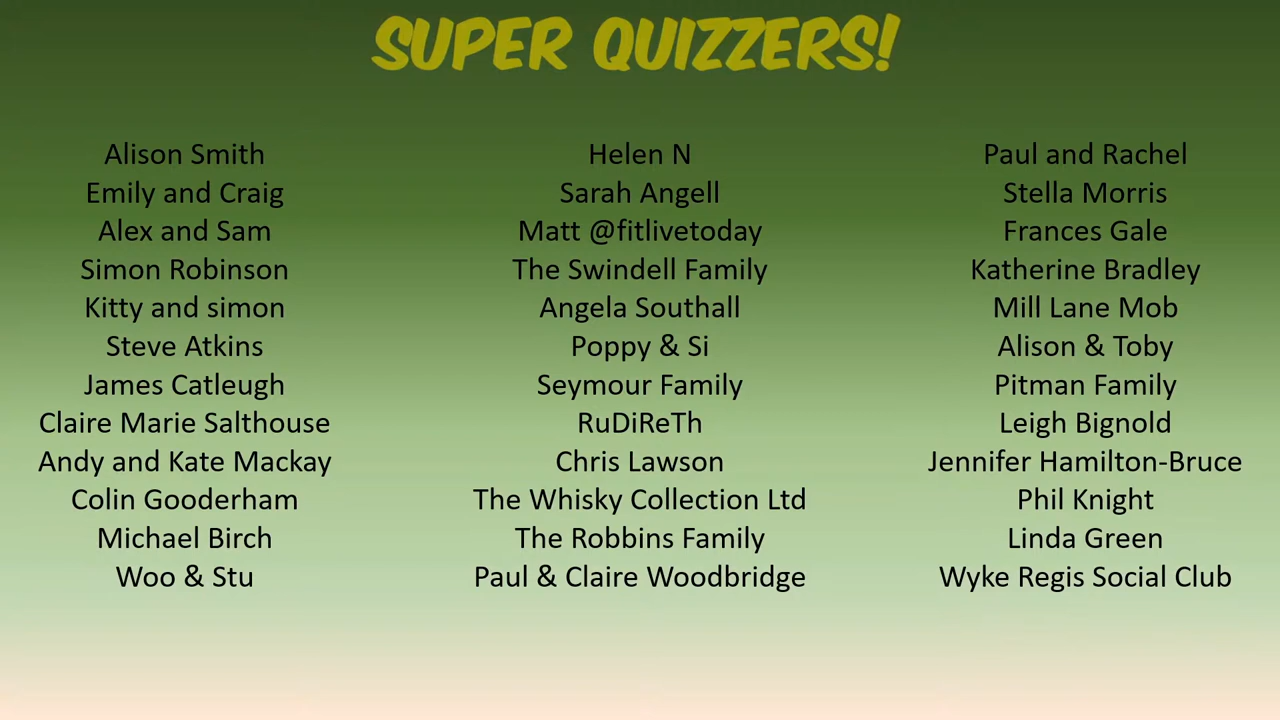 SUPER QUIZZERS!
Alison Smith
Emily and Craig
Alex and Sam
Simon Robinson
Kitty and simon
Steve Atkins
James Catleugh
Claire Marie Salthouse
Andy and Kate Mackay
Colin Gooderham
Michael Birch
Woo & Stu
Helen N
Sarah Angell
Matt @fitlivetoday
The Swindell Family
Angela Southall
Poppy & Si
Seymour Family
RuDiReTh
Chris Lawson
The Whisky Collection Ltd
The Robbins Family
Paul & Claire Woodbridge
Paul and Rachel
Stella Morris
Frances Gale
Katherine Bradley
Mill Lane Mob
Alison & Toby
Pitman Family
Leigh Bignold
Jennifer Hamilton-Bruce
Phil Knight
Linda Green
Wyke Regis Social Club